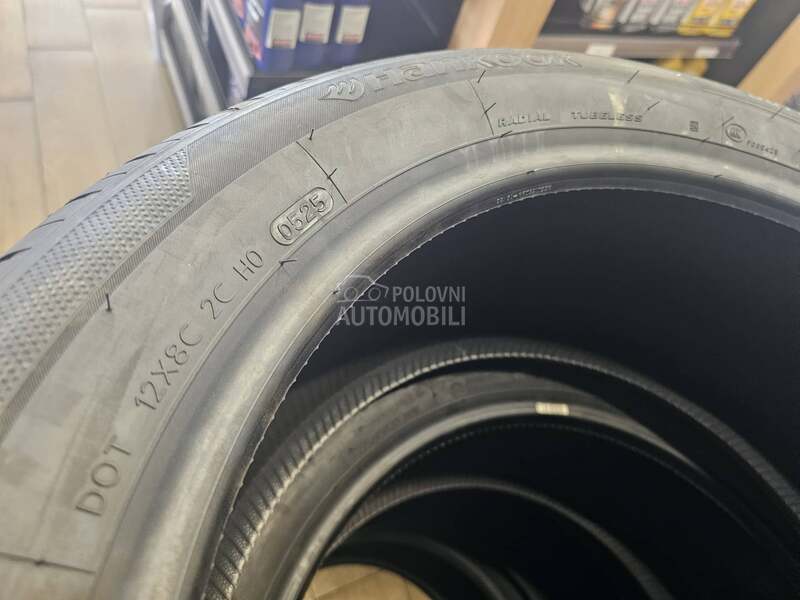 Hankook
RADIAL TUBELESS
DOT 12X8C 2C H0 0525
POLOVNI
AUTOMOBILI